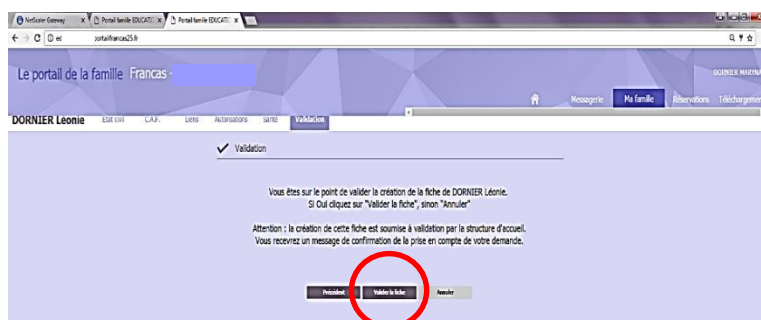 NetScaler Gateway
Portail famille EDUCATIO
Portail famille EDUCATIO
portailfrancas25.fr
Le portail de la famille Francas -
DORNIER MARYNA
Messagerie Ma famille Réservations Téléchargement
DORNIER Léonie Etat civil C.A.F. Liens Autorisations Santé Validation
Validation
Vous êtes sur le point de valider la création de la fiche de DORNIER Léonie.
Si Oui cliquez sur "Valider la fiche", sinon "Annuler"
Attention : la création de cette fiche est soumise à validation par la structure d'accueil.
Vous recevrez un message de confirmation de la prise en compte de votre demande.
Précédent Valider la fiche Annuler